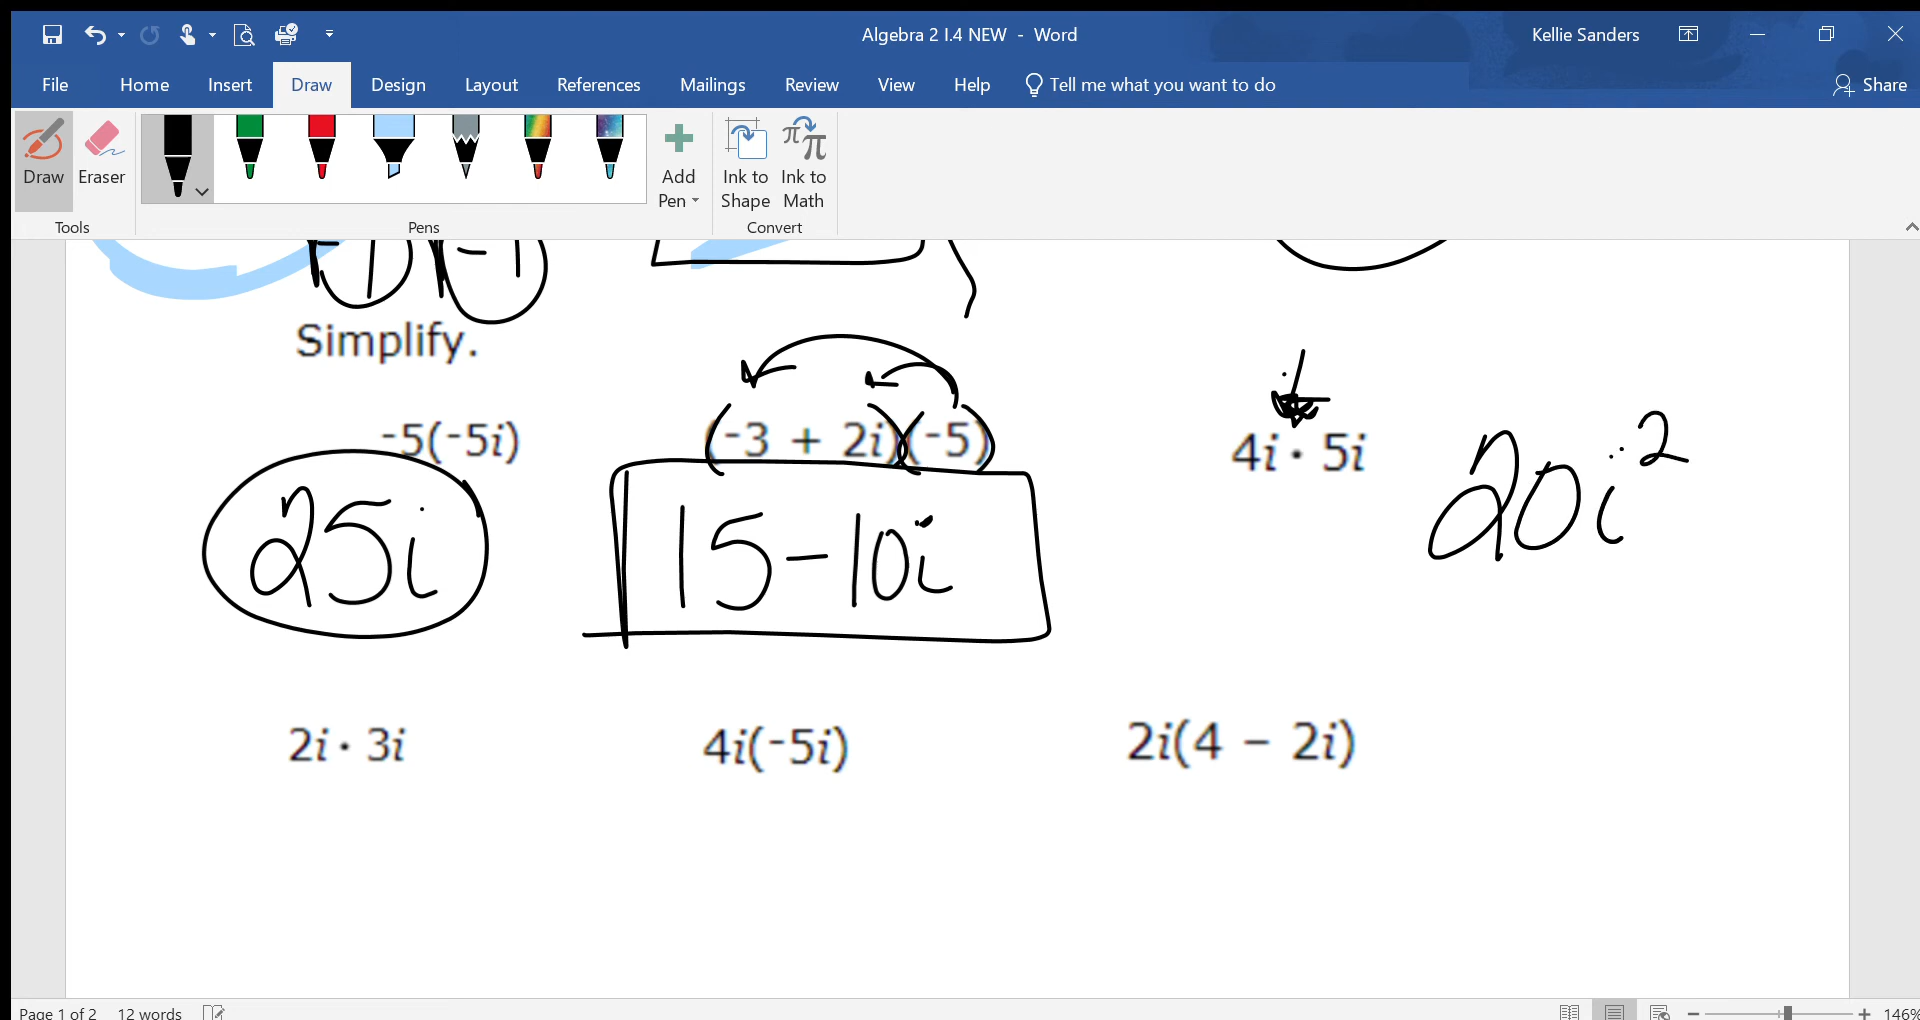 Algebra 2 I.4 NEW - Word
Kellie Sanders
File Home Insert Draw Design Layout References Mailings Review View Help Tell me what you want to do Share
Draw Eraser Add Pen Ink to Shape Ink to Math
Tools Pens Convert
-1 -1
Simplify.
-5(-5i) (-3 + 2i)(-5) 4i · 5i 20i²
25i 15-10i
2i · 3i 4i(-5i) 2i(4 - 2i)
Page 1 of 2 12 words 146%